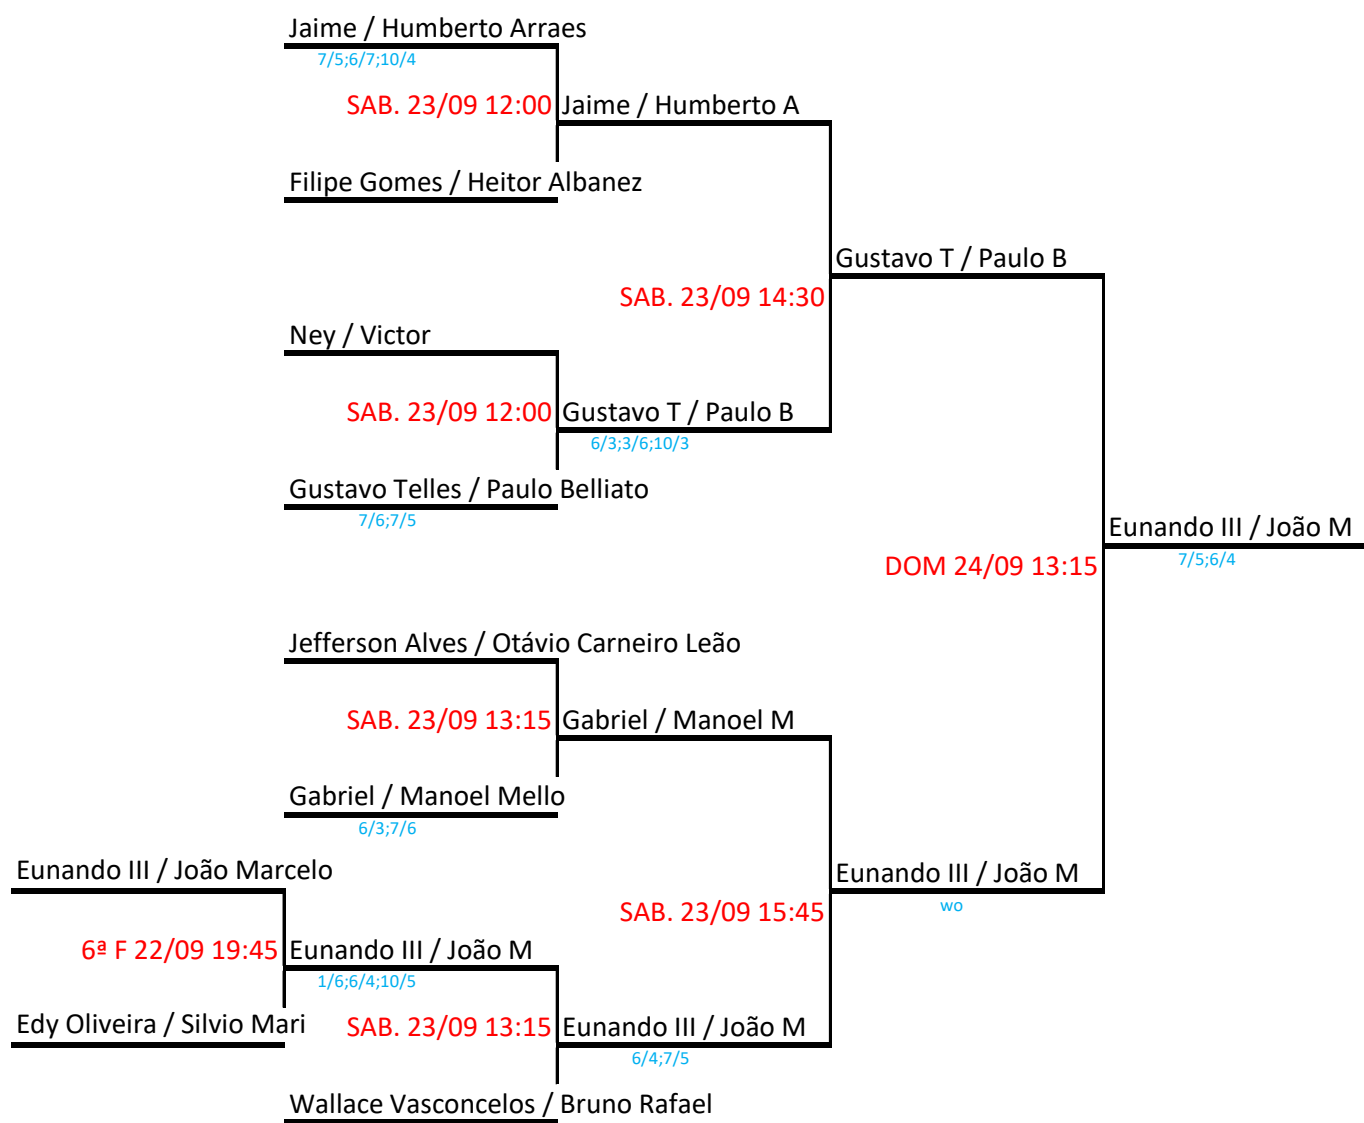 Jaime / Humberto Arraes
7/5;6/7;10/4
SAB. 23/09 12:00
Jaime / Humberto A
Filipe Gomes / Heitor Albanez
Gustavo T / Paulo B
SAB. 23/09 14:30
Ney / Victor
SAB. 23/09 12:00
Gustavo T / Paulo B
6/3;3/6;10/3
Gustavo Telles / Paulo Belliato
7/6;7/5
Eunando III / João M
7/5;6/4
DOM 24/09 13:15
Jefferson Alves / Otávio Carneiro Leão
SAB. 23/09 13:15
Gabriel / Manoel M
Gabriel / Manoel Mello
6/3;7/6
Eunando III / João Marcelo
Eunando III / João M
wo
SAB. 23/09 15:45
6ª F 22/09 19:45
Eunando III / João M
1/6;6/4;10/5
Edy Oliveira / Silvio Mari
SAB. 23/09 13:15
Eunando III / João M
6/4;7/5
Wallace Vasconcelos / Bruno Rafael